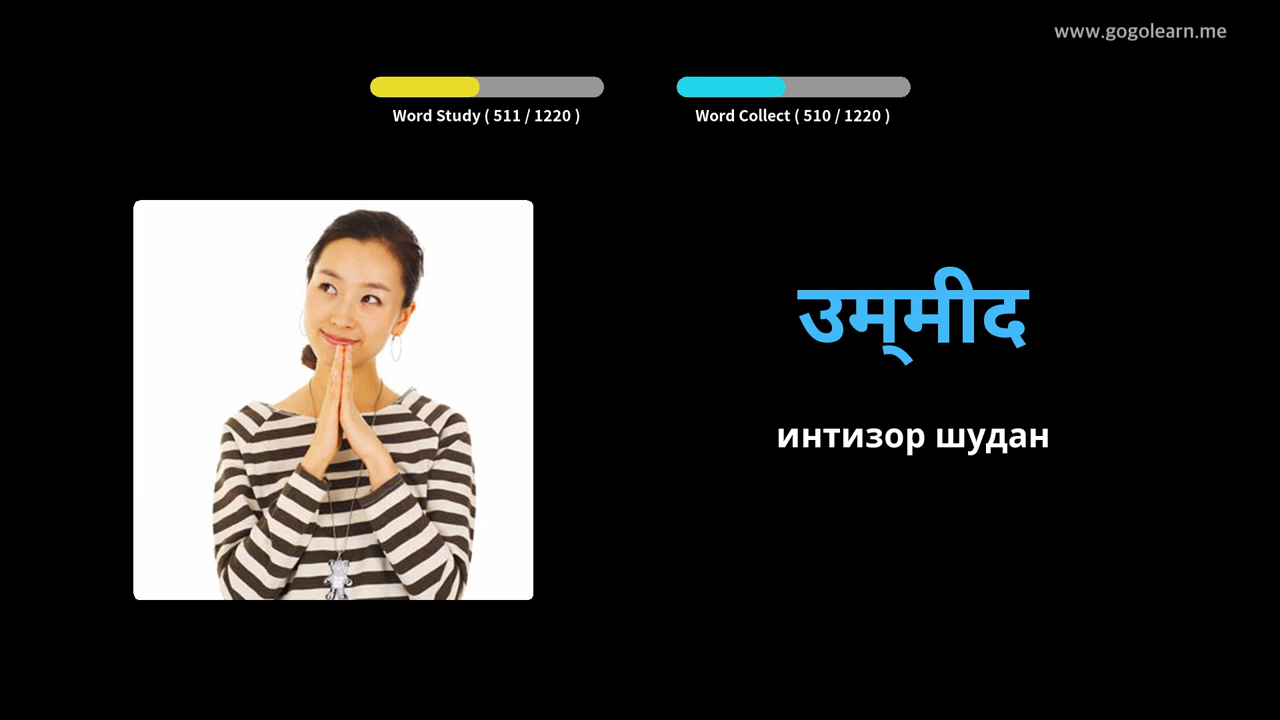 www.gogolearn.me
Word Study ( 511 / 1220 )
Word Collect ( 510 / 1220 )
उम्‍मीद
интизор шудан